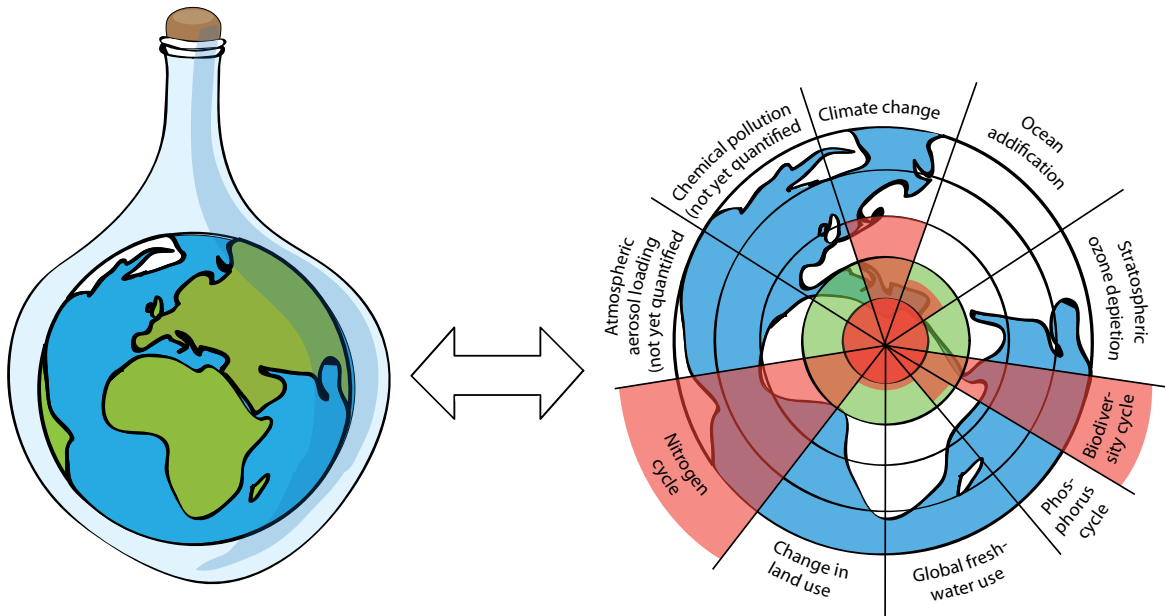 Climate change
Ocean
addification
Stratospheric
ozone depietion
Biodiver-
sity cycle
Phos-
phorus
cycle
Global fresh-
water use
Change in
land use
Nitrogen
cycle
Atmospheric
aerosol loading
(not yet quantified
Chemical pollution
(not yet quantified